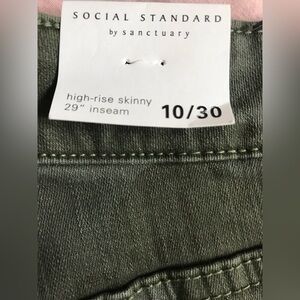 SOCIAL STANDARD
by sanctuary
high-rise skinny
29" inseam 10/30